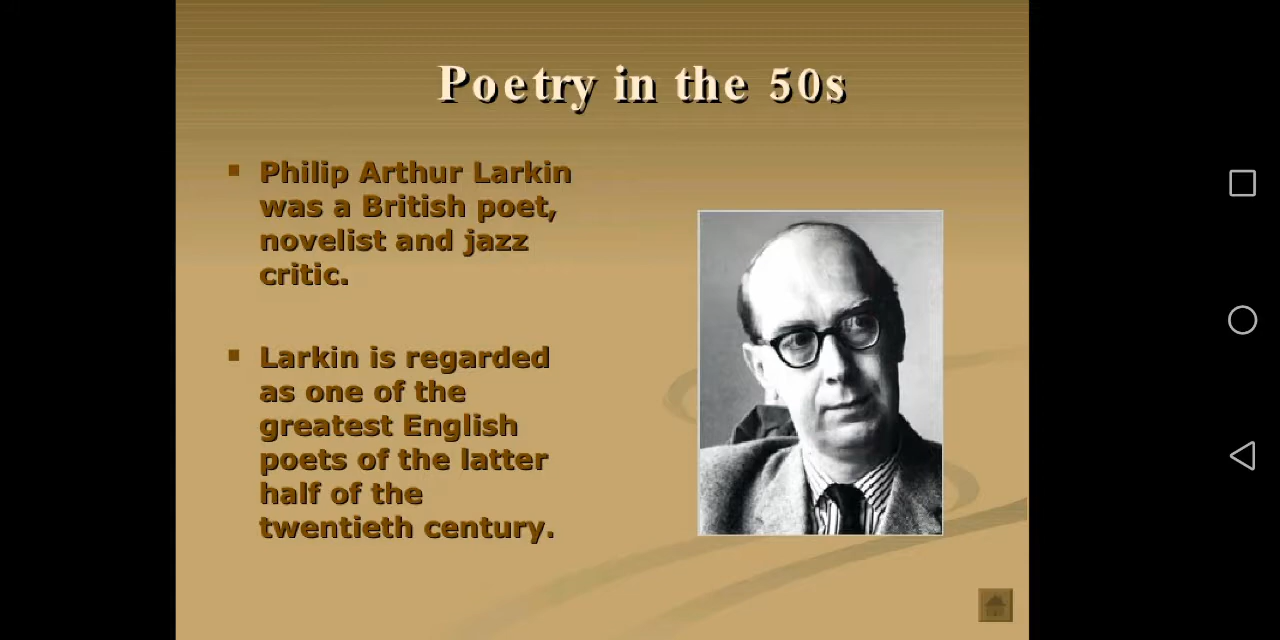 Poetry in the 50s
Philip Arthur Larkin
was a British poet,
novelist and jazz
critic.
Larkin is regarded
as one of the
greatest English
poets of the latter
half of the
twentieth century.